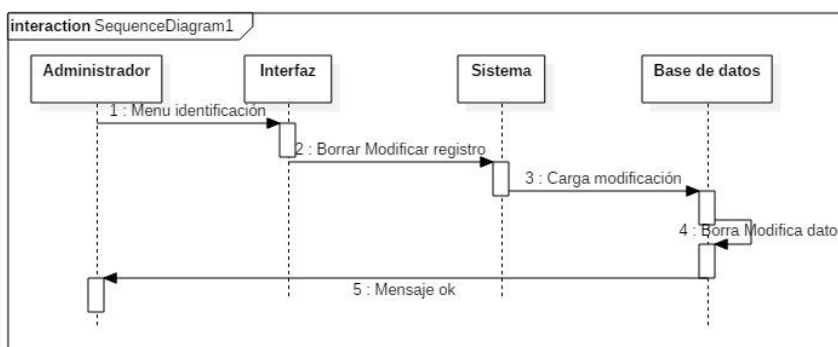 interaction SequenceDiagram1
Administrador
Interfaz
Sistema
Base de datos
1 : Menu identificación
2 : Borrar Modificar registro
3 : Carga modificación
4 : Borra Modifica dato
5 : Mensaje ok